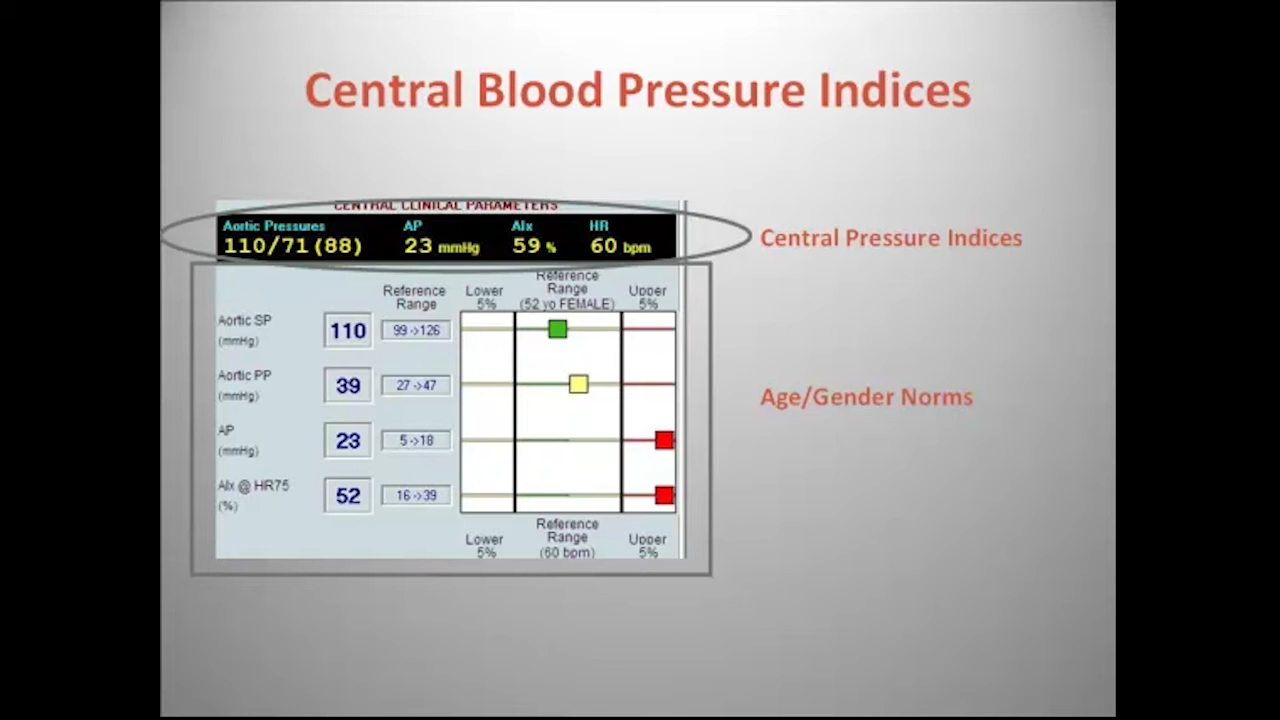 Central Blood Pressure Indices
CENTRAL CLINICAL PARAMETERS
Aortic Pressures AP AIx HR
110/71 (88) 23 mmHg 59 % 60 bpm
Central Pressure Indices
Reference Range Lower 5% Reference Range (52 yo FEMALE) Upper 5%
Aortic SP (mmHg) 110 99->126
Aortic PP (mmHg) 39 27->47
Age/Gender Norms
AP (mmHg) 23 5->18
AIx @ HR75 (%) 52 16->39
Lower 5% Reference Range (60 bpm) Upper 5%